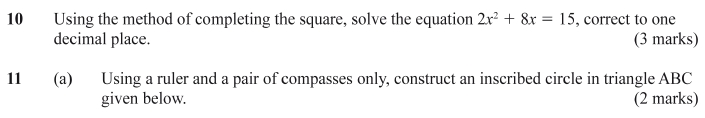 10 Using the method of completing the square, solve the equation 2x² + 8x = 15, correct to one
decimal place. (3 marks)
11 (a) Using a ruler and a pair of compasses only, construct an inscribed circle in triangle ABC
given below. (2 marks)